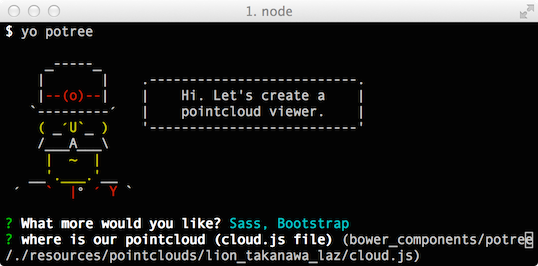 1. node
$ yo potree
Hi. Let's create a
pointcloud viewer.
? What more would you like? Sass, Bootstrap
? where is our pointcloud (cloud.js file) (bower_components/potree
/./resources/pointclouds/lion_takanawa_laz/cloud.js)